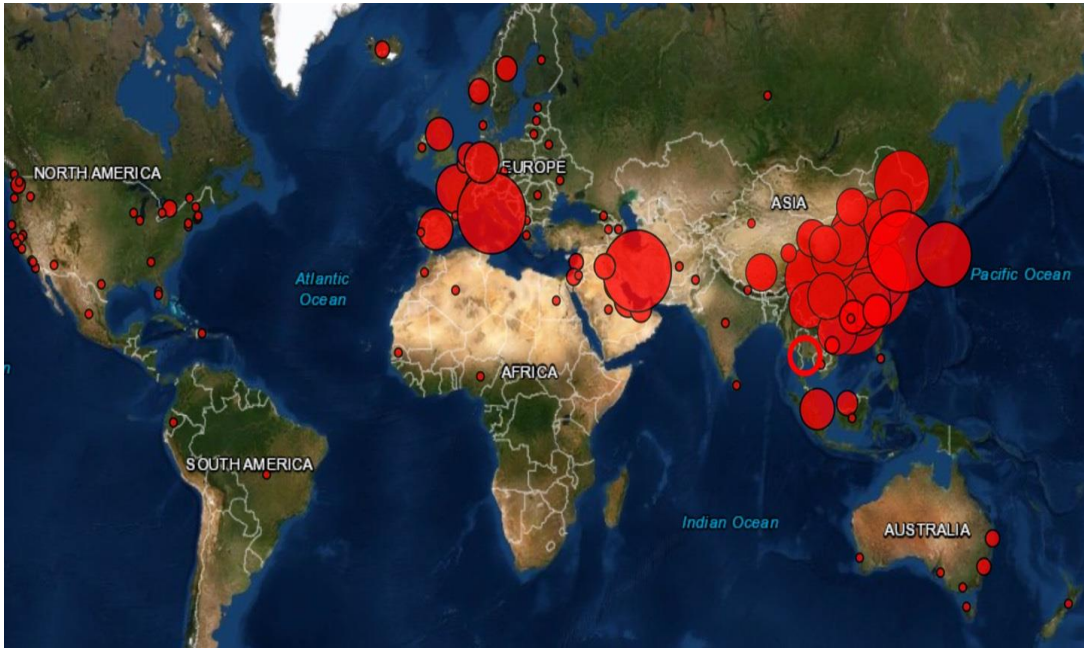 NORTH AMERICA
EUROPE
ASIA
Atlantic
Ocean
Pacific Ocean
n
AFRICA
SOUTH AMERICA
Indian Ocean
AUSTRALIA